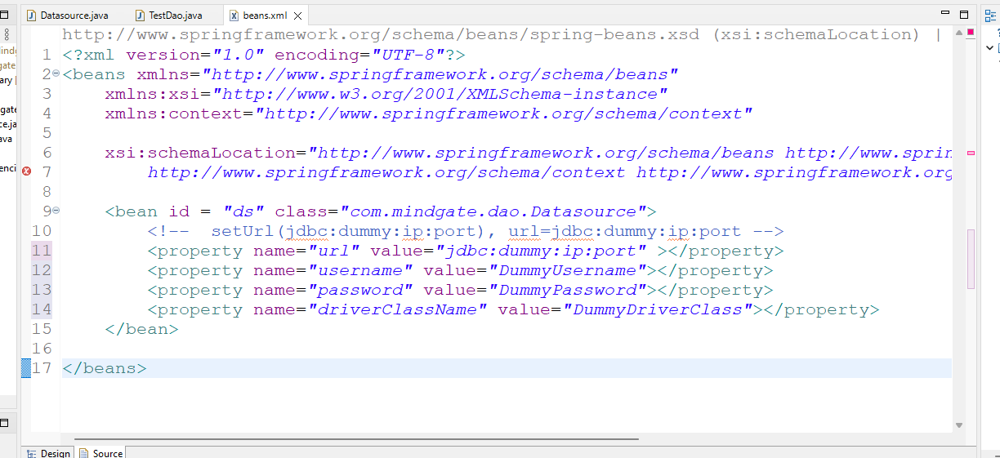 Datasource.java TestDao.java beans.xml
http://www.springframework.org/schema/beans/spring-beans.xsd (xsi:schemaLocation) |
1 <?xml version="1.0" encoding="UTF-8"?>
2 <beans xmlns="http://www.springframework.org/schema/beans"
3 xmlns:xsi="http://www.w3.org/2001/XMLSchema-instance"
4 xmlns:context="http://www.springframework.org/schema/context"
5
6 xsi:schemaLocation="http://www.springframework.org/schema/beans http://www.sprin
7 http://www.springframework.org/schema/context http://www.springframework.org
8
9 <bean id = "ds" class="com.mindgate.dao.Datasource">
10 <!-- setUrl(jdbc:dummy:ip:port), url=jdbc:dummy:ip:port -->
11 <property name="url" value="jdbc:dummy:ip:port" ></property>
12 <property name="username" value="DummyUsername"></property>
13 <property name="password" value="DummyPassword"></property>
14 <property name="driverClassName" value="DummyDriverClass"></property>
15 </bean>
16
17 </beans>
Design Source